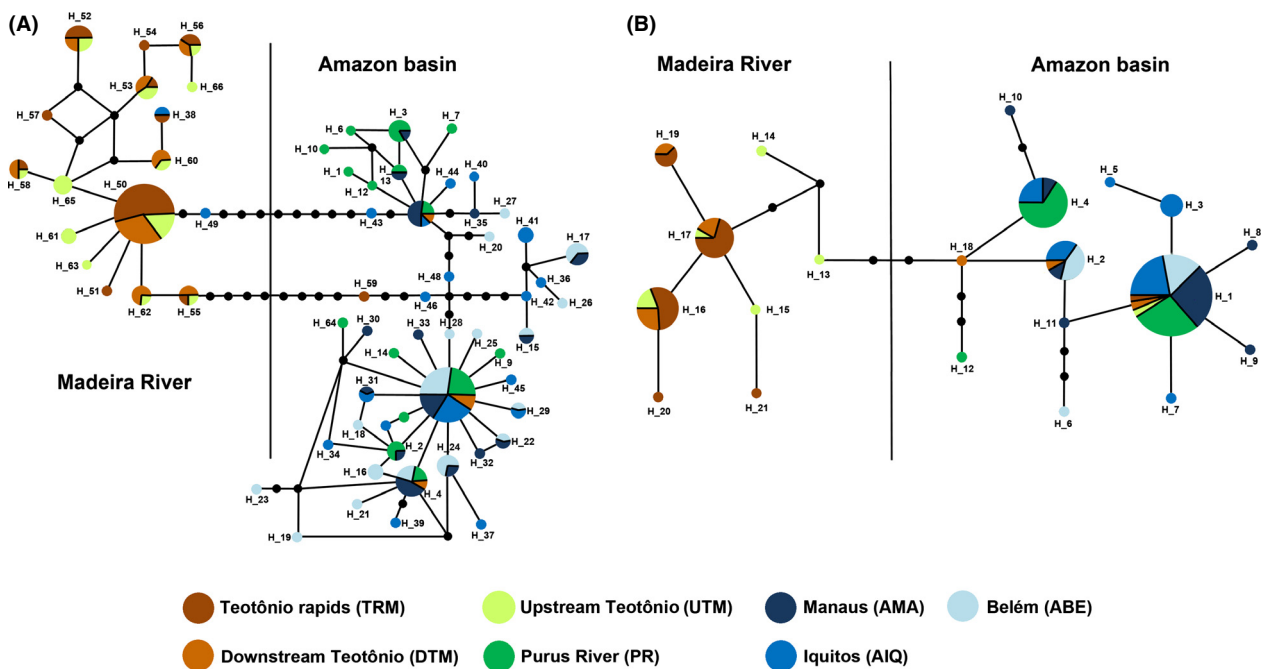 (A)
Madeira River
Amazon basin
H_52
H_54
H_56
H_53
H_66
H_57
H_38
H_60
H_58
H_65
H_50
H_61
H_63
H_51
H_62
H_55
H_49
H_59
H_3
H_6
H_7
H_10
H_1
H_13
H_12
H_44
H_40
H_43
H_35
H_27
H_20
H_41
H_17
H_48
H_36
H_46
H_42
H_26
H_28
H_15
H_64
H_30
H_33
H_25
H_14
H_9
H_31
H_45
H_29
H_18
H_22
H_34
H_2
H_24
H_32
H_16
H_4
H_23
H_21
H_39
H_37
H_19
(B)
Madeira River
Amazon basin
H_19
H_14
H_10
H_5
H_3
H_4
H_17
H_18
H_2
H_8
H_13
H_1
H_16
H_15
H_11
H_12
H_9
H_20
H_21
H_6
H_7
Teotônio rapids (TRM)
Upstream Teotônio (UTM)
Manaus (AMA)
Belém (ABE)
Downstream Teotônio (DTM)
Purus River (PR)
Iquitos (AIQ)